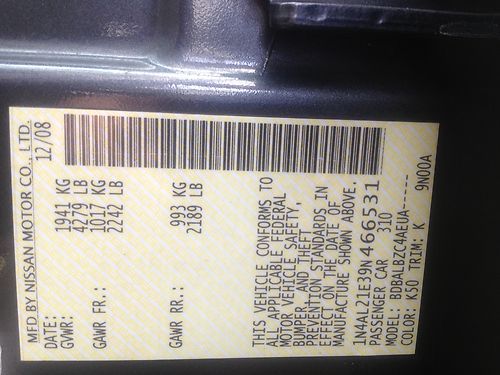 MFD BY NISSAN MOTOR CO., LTD.
DATE: 12/08
GVWR: 1941 KG
4279 LB
GAWR FR.: 1017 KG
2242 LB
GAWR RR.: 993 KG
2189 LB
THIS VEHICLE CONFORMS TO
ALL APPLICABLE FEDERAL
MOTOR VEHICLE SAFETY,
BUMPER, AND THEFT
PREVENTION STANDARDS IN
EFFECT ON THE DATE OF
MANUFACTURE SHOWN ABOVE.
1N4AL21E39N466531
PASSENGER CAR 310
MODEL: BDBALBZC4AEUA-----
COLOR: K50 TRIM: K 9N00A